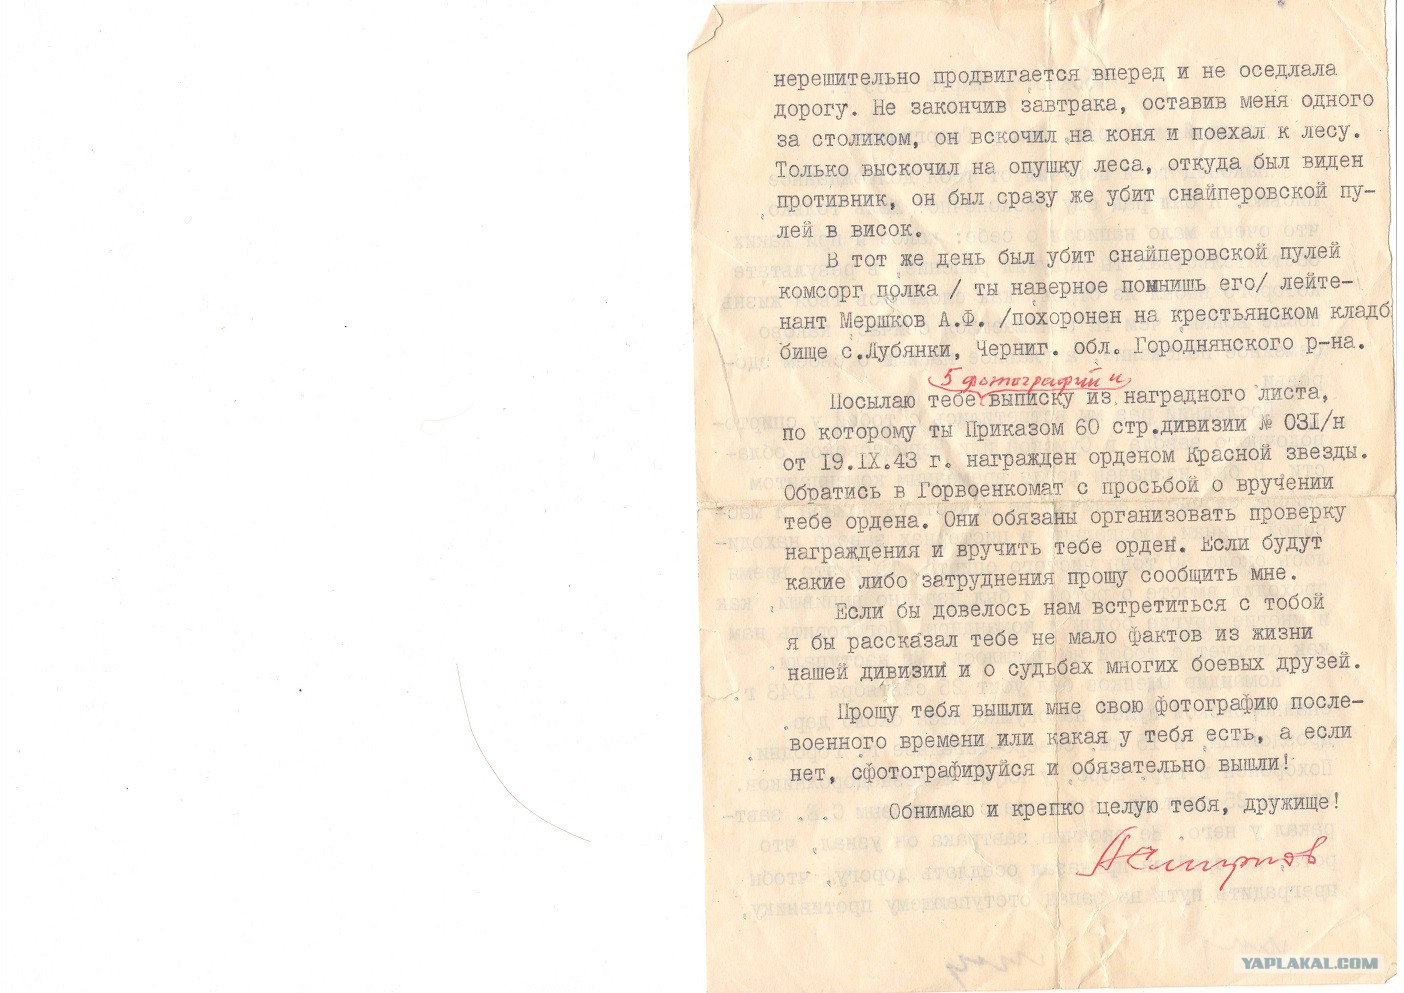 нерешительно продвигается вперед и не оседлала
дорогу. Не закончив завтрака, оставив меня одного
за столиком, он вскочил на коня и поехал к лесу.
Только выскочил на опушку леса, откуда был виден
противник, он был сразу же убит снайперовской пу-
лей в висок.
В тот же день был убит снайперовской пулей
комсорг полка / ты наверное помнишь его/ лейте-
нант Мершков А.Ф. /похоронен на крестьянском кладб
бище с.Лубянки, Черниг. обл. Городнянского р-на.
5 фотографий и
Посылаю тебе выписку из наградного листа,
по которому ты Приказом 60 стр.дивизии № 031/н
от 19.IX.43 г. награжден орденом Красной звезды.
Обратись в Горвоенкомат с просьбой о вручении
тебе ордена. Они обязаны организовать проверку
награждения и вручить тебе орден. Если будут
какие либо затруднения прошу сообщить мне.
Если бы довелось нам встретиться с тобой
я бы рассказал тебе не мало фактов из жизни
нашей дивизии и о судьбах многих боевых друзей.
Прощу тебя вышли мне свою фотографию после-
военного времени или какая у тебя есть, а если
нет, сфотографируйся и обязательно вышли!
Обнимаю и крепко целую тебя, дружище!
АСмирнов
YAPLAKAL.COM